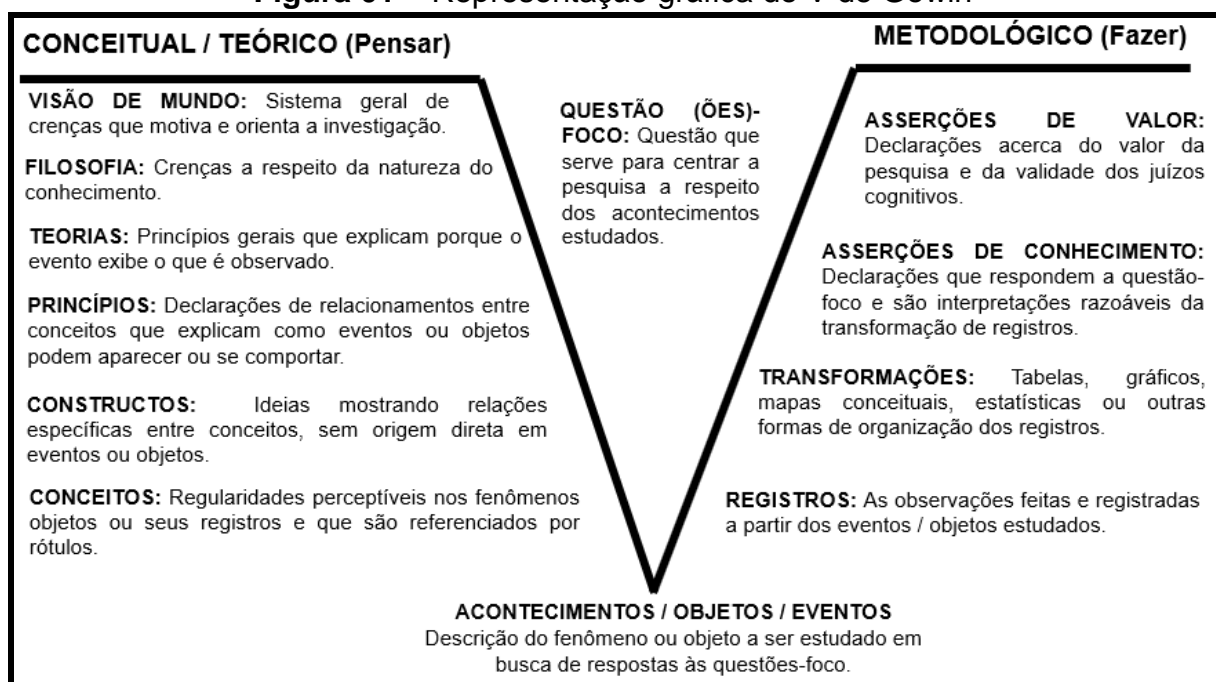 CONCEITUAL / TEÓRICO (Pensar)
VISÃO DE MUNDO: Sistema geral de
crenças que motiva e orienta a investigação.
FILOSOFIA: Crenças a respeito da natureza do
conhecimento.
TEORIAS: Princípios gerais que explicam porque o
evento exibe o que é observado.
PRINCÍPIOS: Declarações de relacionamentos entre
conceitos que explicam como eventos ou objetos
podem aparecer ou se comportar.
CONSTRUCTOS: Ideias mostrando relações
específicas entre conceitos, sem origem direta em
eventos ou objetos.
CONCEITOS: Regularidades perceptíveis nos fenômenos
objetos ou seus registros e que são referenciados por
rótulos.
QUESTÃO (ÕES)-
FOCO: Questão que
serve para centrar a
pesquisa a respeito
dos acontecimentos
estudados.
METODOLÓGICO (Fazer)
ASSERÇÕES DE VALOR:
Declarações acerca do valor da
pesquisa e da validade dos juízos
cognitivos.
ASSERÇÕES DE CONHECIMENTO:
Declarações que respondem a questão-
foco e são interpretações razoáveis da
transformação de registros.
TRANSFORMAÇÕES: Tabelas, gráficos,
mapas conceituais, estatísticas ou outras
formas de organização dos registros.
REGISTROS: As observações feitas e registradas
a partir dos eventos / objetos estudados.
ACONTECIMENTOS / OBJETOS / EVENTOS
Descrição do fenômeno ou objeto a ser estudado em
busca de respostas às questões-foco.